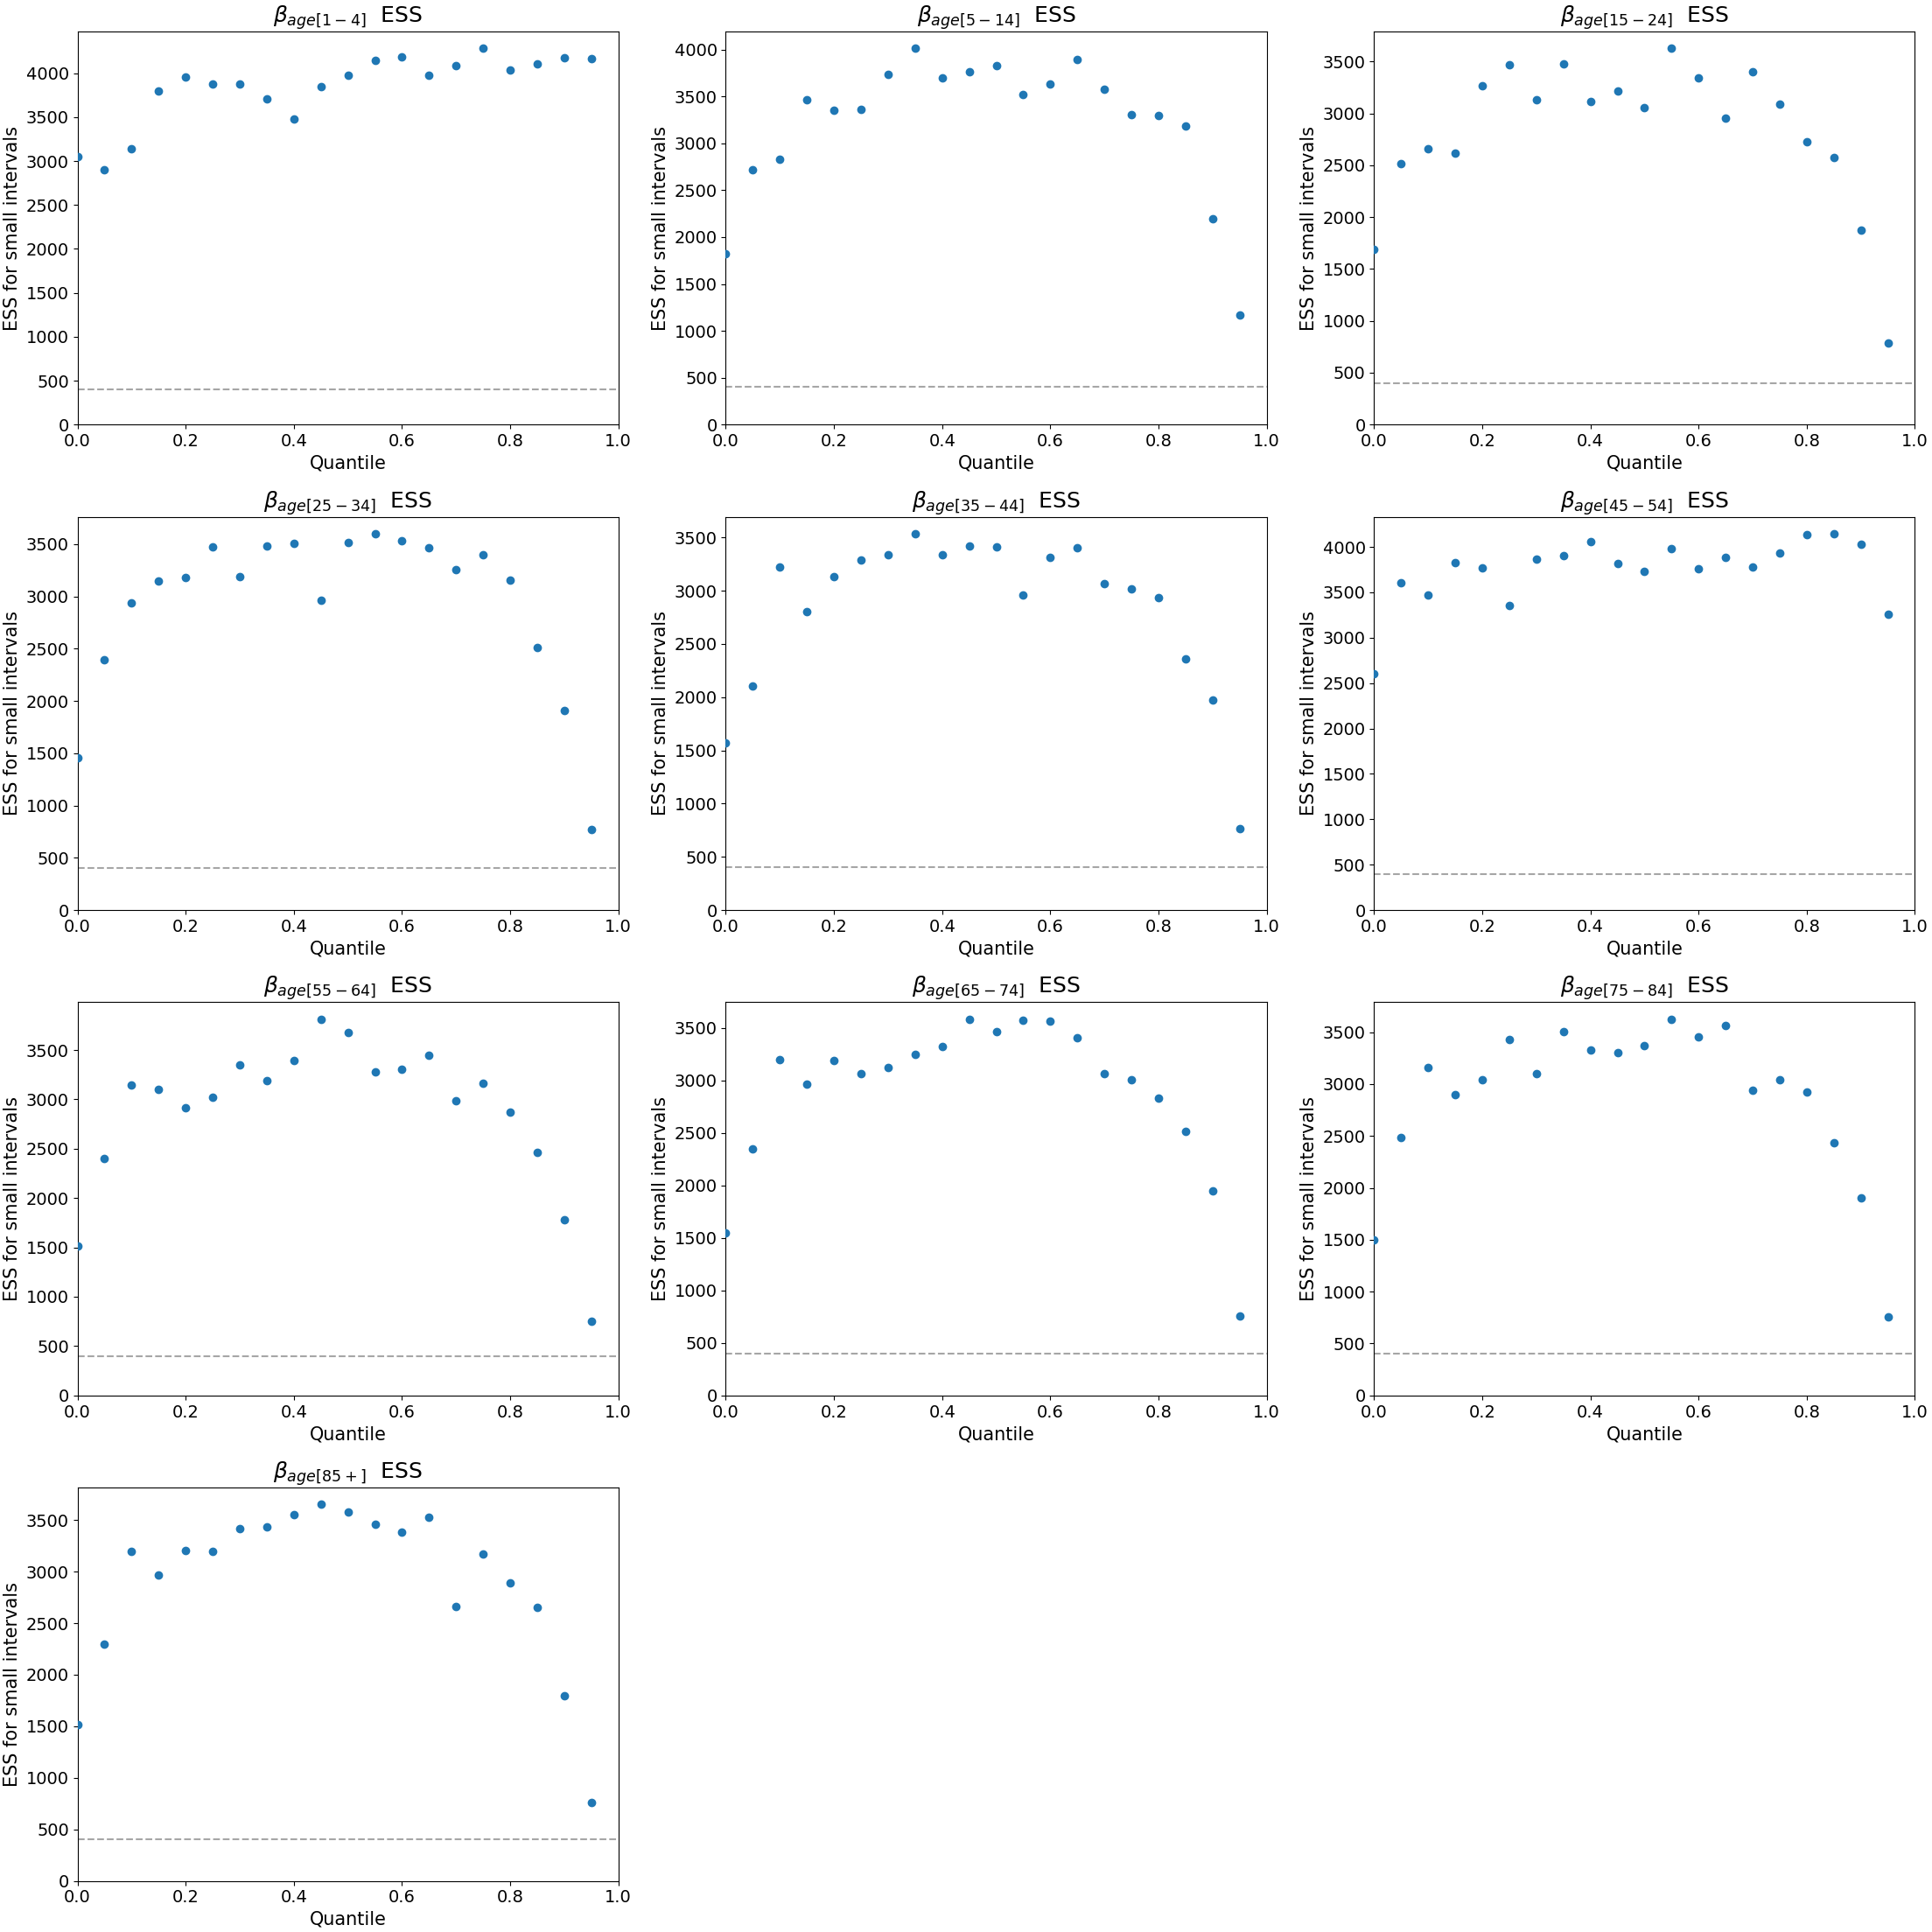 β_age[1−4] ESS
ESS for small intervals
4000
3500
3000
2500
2000
1500
1000
500
0
0.0 0.2 0.4 0.6 0.8 1.0
Quantile
β_age[5−14] ESS
ESS for small intervals
4000
3500
3000
2500
2000
1500
1000
500
0
0.0 0.2 0.4 0.6 0.8 1.0
Quantile
β_age[15−24] ESS
ESS for small intervals
3500
3000
2500
2000
1500
1000
500
0
0.0 0.2 0.4 0.6 0.8 1.0
Quantile
β_age[25−34] ESS
ESS for small intervals
3500
3000
2500
2000
1500
1000
500
0
0.0 0.2 0.4 0.6 0.8 1.0
Quantile
β_age[35−44] ESS
ESS for small intervals
3500
3000
2500
2000
1500
1000
500
0
0.0 0.2 0.4 0.6 0.8 1.0
Quantile
β_age[45−54] ESS
ESS for small intervals
4000
3500
3000
2500
2000
1500
1000
500
0
0.0 0.2 0.4 0.6 0.8 1.0
Quantile
β_age[55−64] ESS
ESS for small intervals
3500
3000
2500
2000
1500
1000
500
0
0.0 0.2 0.4 0.6 0.8 1.0
Quantile
β_age[65−74] ESS
ESS for small intervals
3500
3000
2500
2000
1500
1000
500
0
0.0 0.2 0.4 0.6 0.8 1.0
Quantile
β_age[75−84] ESS
ESS for small intervals
3500
3000
2500
2000
1500
1000
500
0
0.0 0.2 0.4 0.6 0.8 1.0
Quantile
β_age[85+] ESS
ESS for small intervals
3500
3000
2500
2000
1500
1000
500
0
0.0 0.2 0.4 0.6 0.8 1.0
Quantile